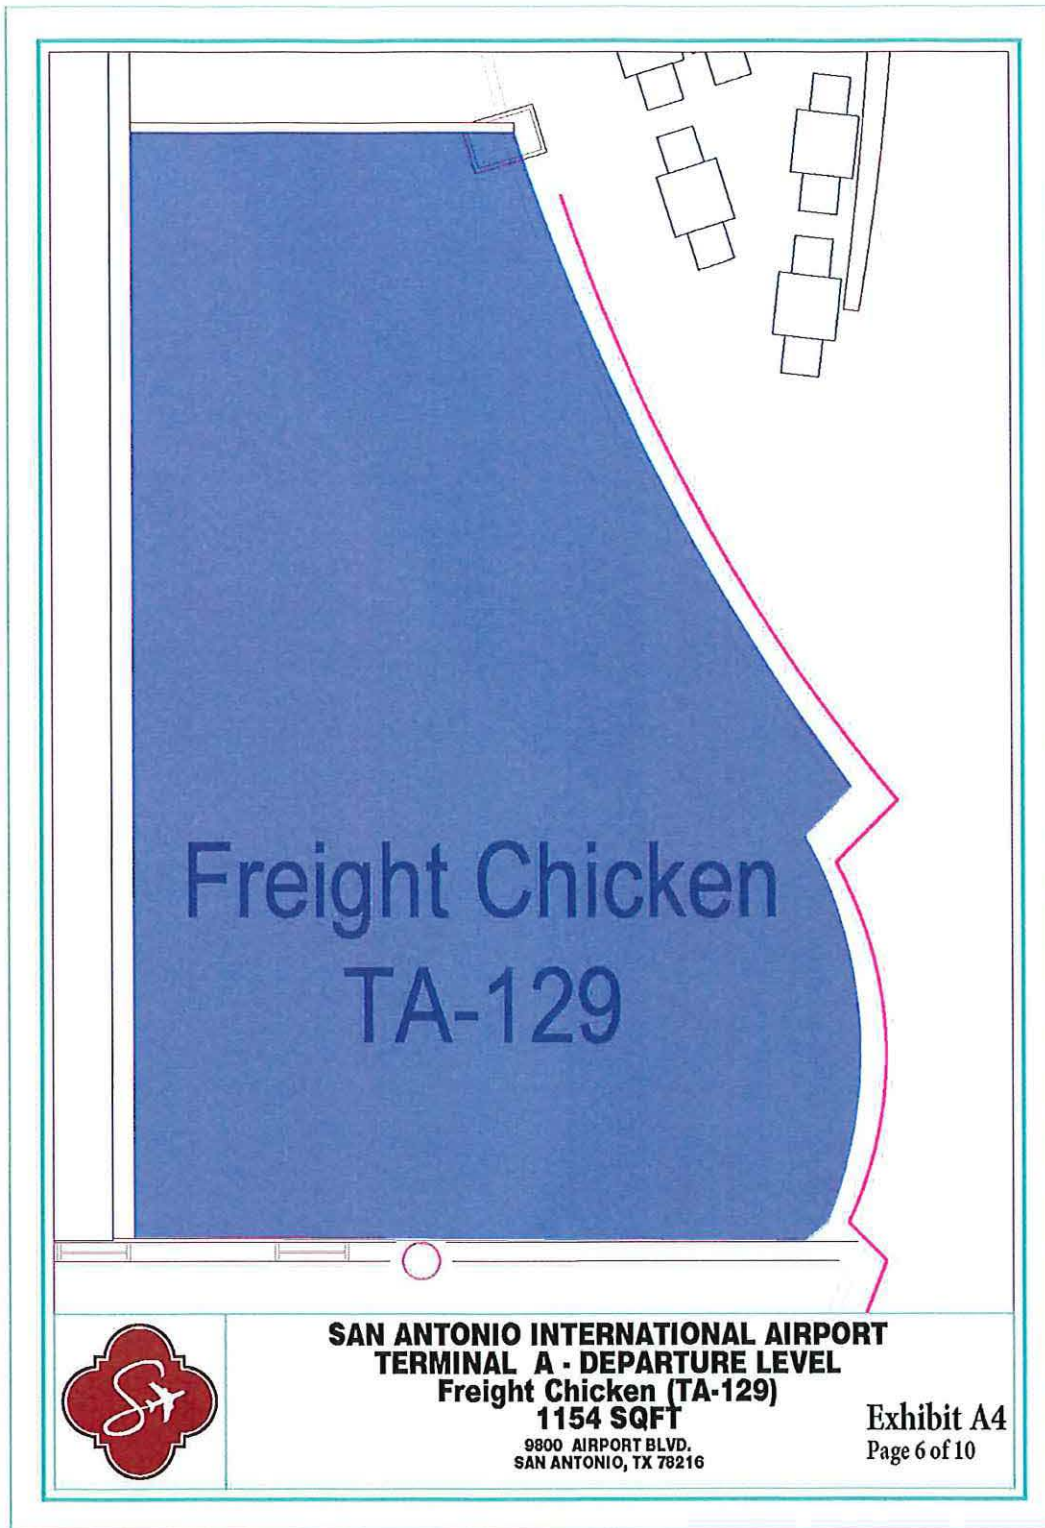 Freight Chicken
TA-129
SAN ANTONIO INTERNATIONAL AIRPORT
TERMINAL A - DEPARTURE LEVEL
Freight Chicken (TA-129)
1154 SQFT
9800 AIRPORT BLVD.
SAN ANTONIO, TX 78216
Exhibit A4
Page 6 of 10